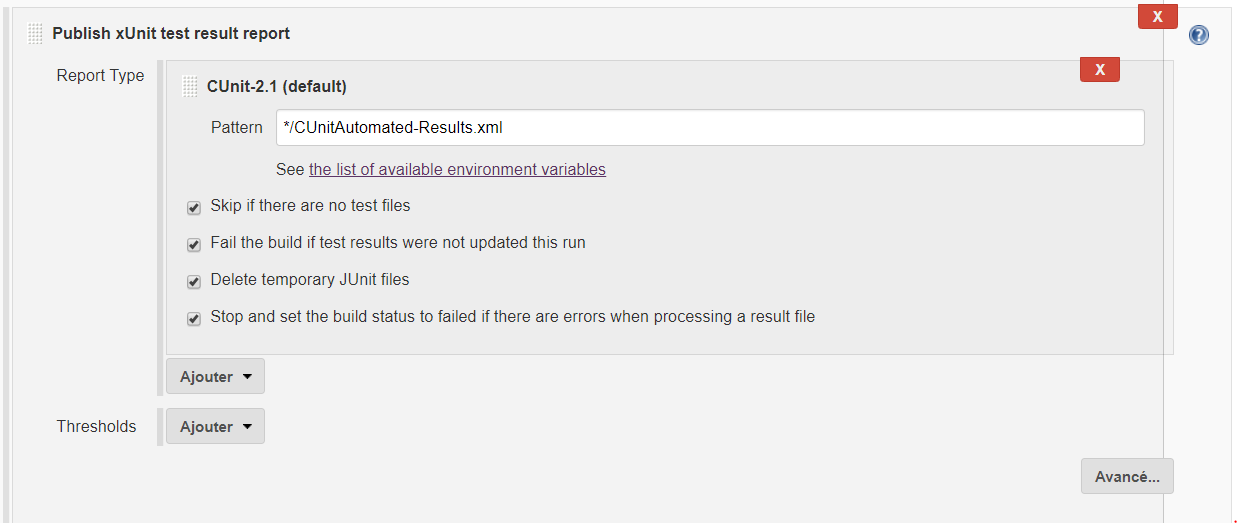 X
Publish xUnit test result report
?
Report Type
X
CUnit-2.1 (default)
Pattern */CUnitAutomated-Results.xml
See the list of available environment variables
Skip if there are no test files
Fail the build if test results were not updated this run
Delete temporary JUnit files
Stop and set the build status to failed if there are errors when processing a result file
Ajouter
Thresholds Ajouter
Avancé...